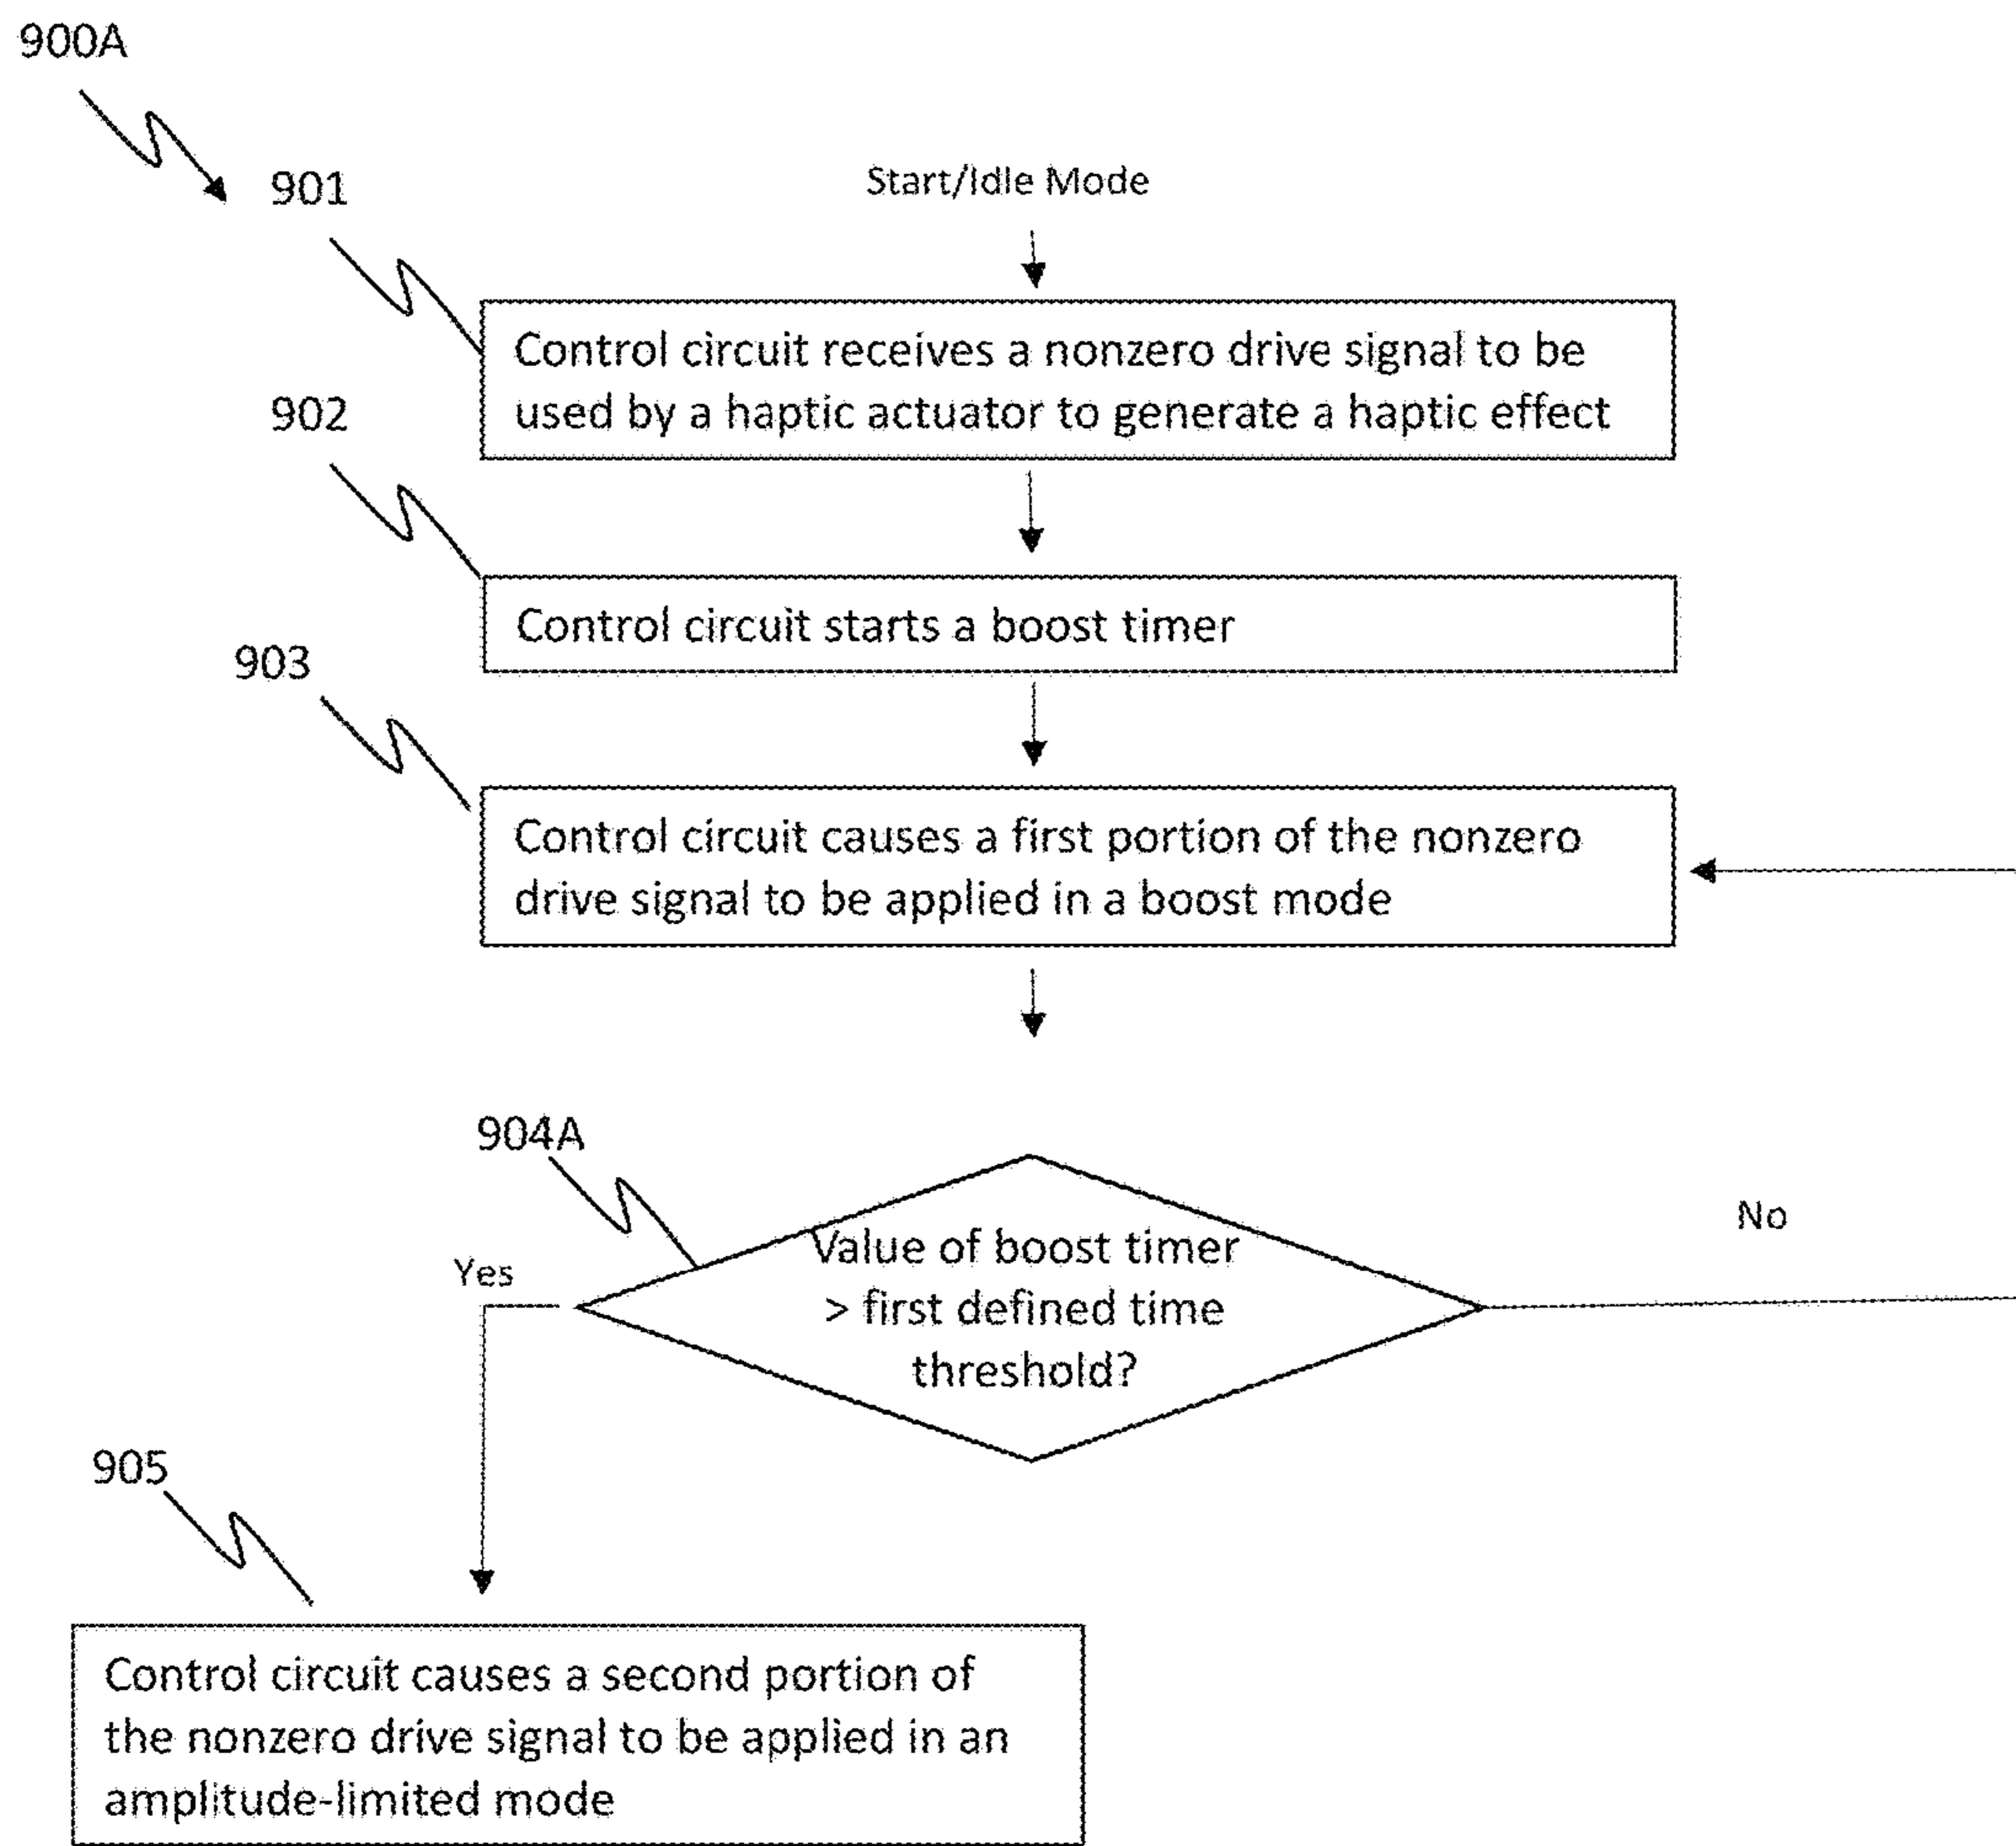 900A
901
Start/Idle Mode
Control circuit receives a nonzero drive signal to be
used by a haptic actuator to generate a haptic effect
902
Control circuit starts a boost timer
903
Control circuit causes a first portion of the nonzero
drive signal to be applied in a boost mode
904A
Value of boost timer
> first defined time
threshold?
No
Yes
905
Control circuit causes a second portion of
the nonzero drive signal to be applied in an
amplitude-limited mode